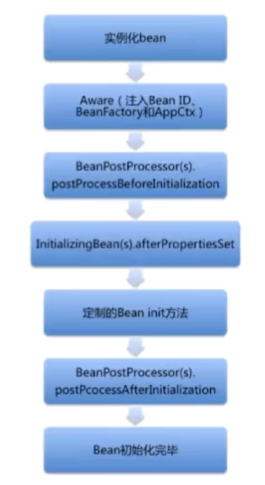 实例化bean
Aware（注入Bean ID、
BeanFactory和AppCtx）
BeanPostProcessor(s).
postProcessBeforeInitialization
InitializingBean(s).afterPropertiesSet
定制的Bean init方法
BeanPostProcessor(s).
postPcocessAfterInitialization
Bean初始化完毕